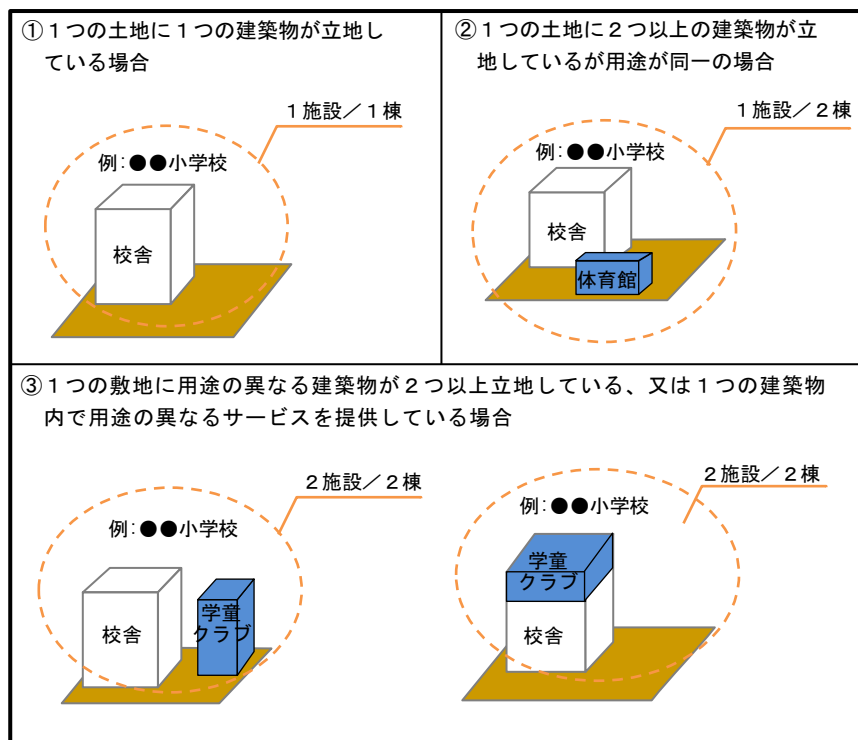 ①１つの土地に１つの建築物が立地し
ている場合
１施設／１棟
例：●●小学校
校舎
②１つの土地に２つ以上の建築物が立
地しているが用途が同一の場合
１施設／２棟
例：●●小学校
校舎
体育館
③１つの敷地に用途の異なる建築物が２つ以上立地している、又は１つの建築物
内で用途の異なるサービスを提供している場合
２施設／２棟
例：●●小学校
校舎
学童
クラブ
２施設／２棟
例：●●小学校
学童
クラブ
校舎